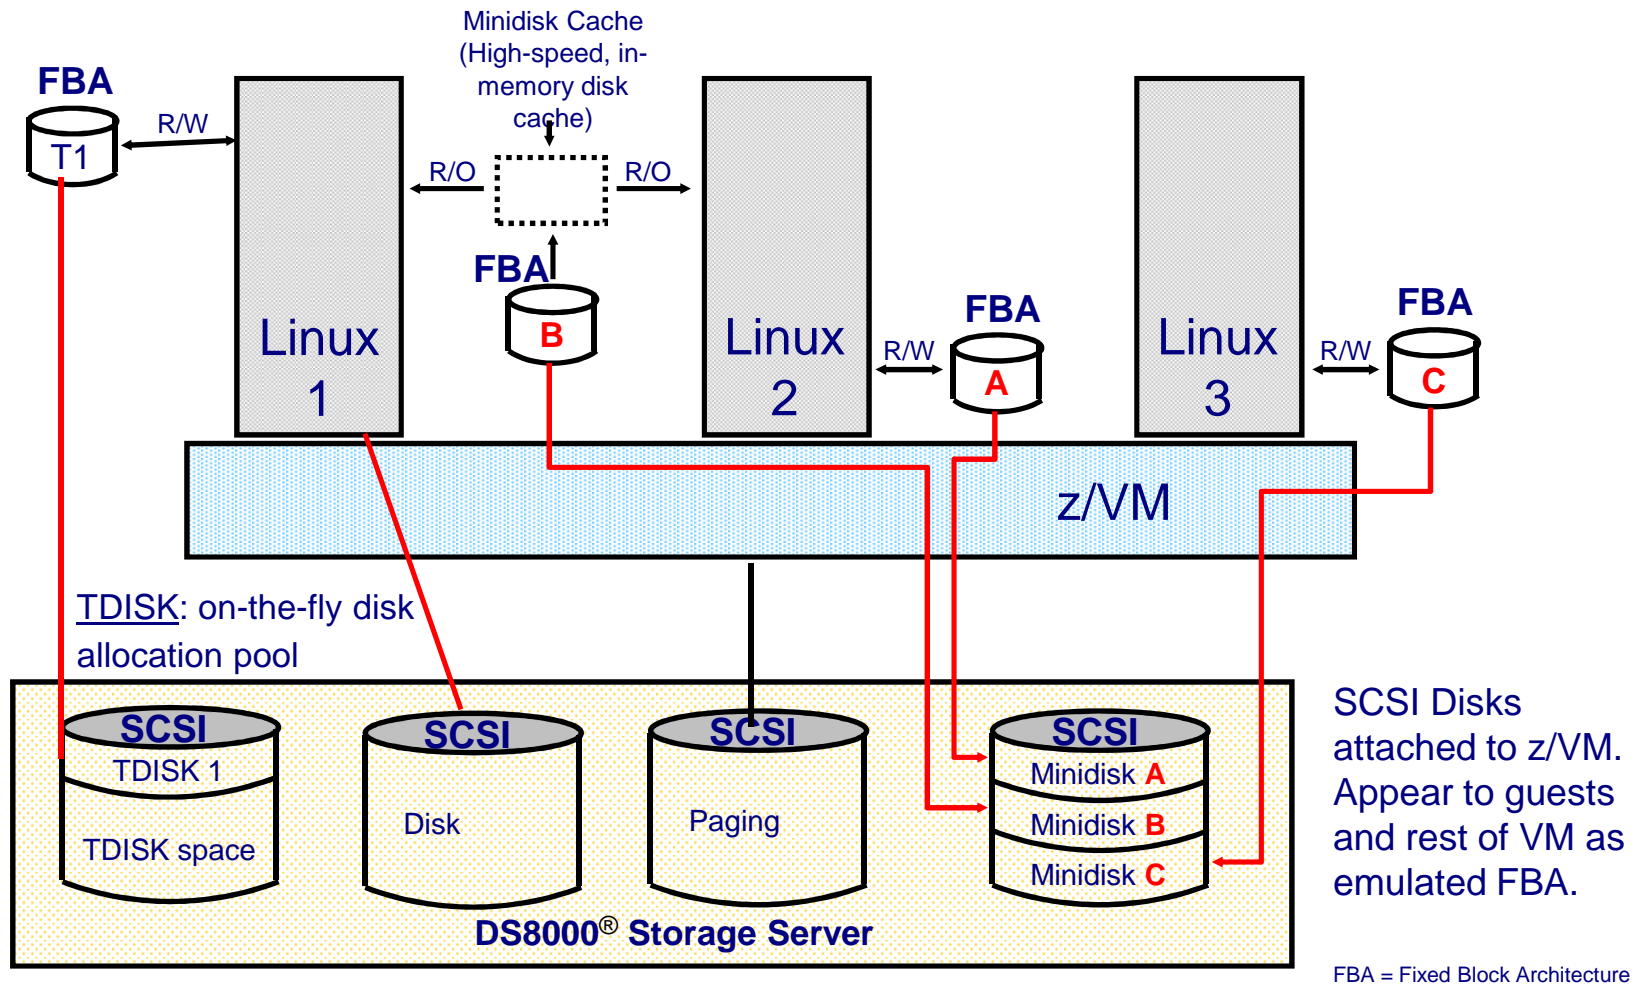 Minidisk Cache
(High-speed, in-
memory disk
cache)
FBA
T1
R/W
R/O
R/O
FBA
B
Linux
1
Linux
2
R/W
FBA
A
Linux
3
R/W
FBA
C
z/VM
TDISK: on-the-fly disk
allocation pool
SCSI
TDISK 1
TDISK space
SCSI
Disk
SCSI
Paging
SCSI
Minidisk A
Minidisk B
Minidisk C
DS8000® Storage Server
SCSI Disks
attached to z/VM.
Appear to guests
and rest of VM as
emulated FBA.
FBA = Fixed Block Architecture